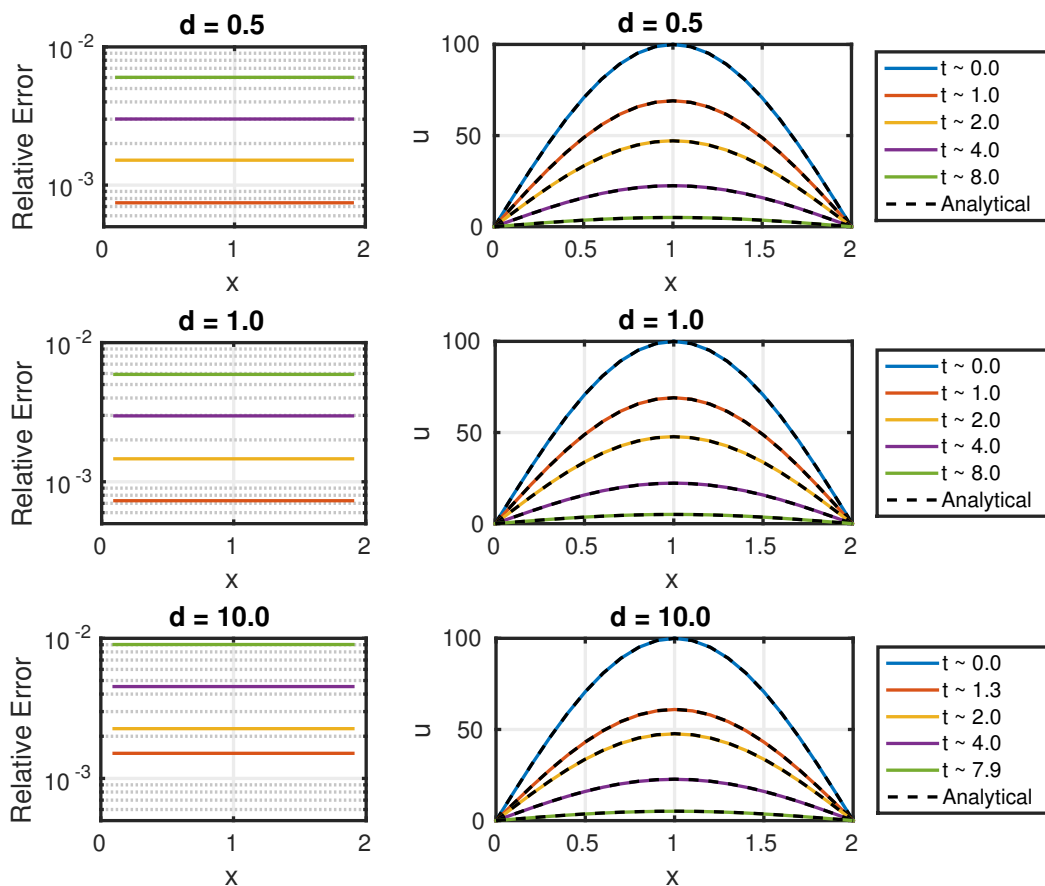 d = 0.5
Relative Error
10^-2
10^-3
0 1 2
x
d = 0.5
u
100
50
0
0 0.5 1 1.5 2
x
t ~ 0.0
t ~ 1.0
t ~ 2.0
t ~ 4.0
t ~ 8.0
Analytical
d = 1.0
Relative Error
10^-2
10^-3
0 1 2
x
d = 1.0
u
100
50
0
0 0.5 1 1.5 2
x
t ~ 0.0
t ~ 1.0
t ~ 2.0
t ~ 4.0
t ~ 8.0
Analytical
d = 10.0
Relative Error
10^-2
10^-3
0 1 2
x
d = 10.0
u
100
50
0
0 0.5 1 1.5 2
x
t ~ 0.0
t ~ 1.3
t ~ 2.0
t ~ 4.0
t ~ 7.9
Analytical